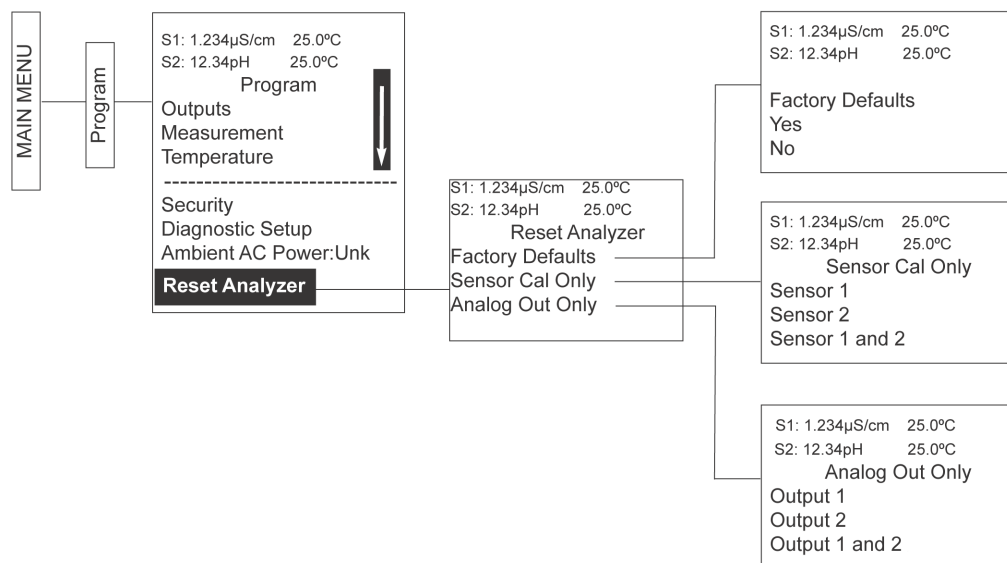 MAIN MENU
Program
S1: 1.234µS/cm 25.0ºC
S2: 12.34pH 25.0ºC
Program
Outputs
Measurement
Temperature
Security
Diagnostic Setup
Ambient AC Power:Unk
Reset Analyzer
S1: 1.234µS/cm 25.0ºC
S2: 12.34pH 25.0ºC
Reset Analyzer
Factory Defaults
Sensor Cal Only
Analog Out Only
S1: 1.234µS/cm 25.0ºC
S2: 12.34pH 25.0ºC
Factory Defaults
Yes
No
S1: 1.234µS/cm 25.0ºC
S2: 12.34pH 25.0ºC
Sensor Cal Only
Sensor 1
Sensor 2
Sensor 1 and 2
S1: 1.234µS/cm 25.0ºC
S2: 12.34pH 25.0ºC
Analog Out Only
Output 1
Output 2
Output 1 and 2